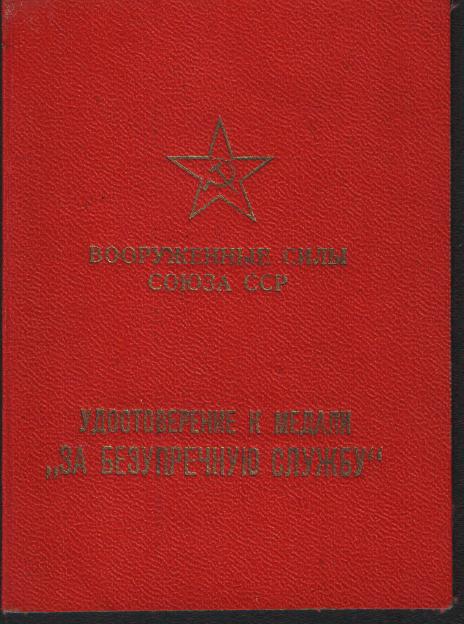 ВООРУЖЕННЫЕ СИЛЫ
СОЮЗА ССР
УДОСТОВЕРЕНИЕ К МЕДАЛИ
„ЗА БЕЗУПРЕЧНУЮ СЛУЖБУ“